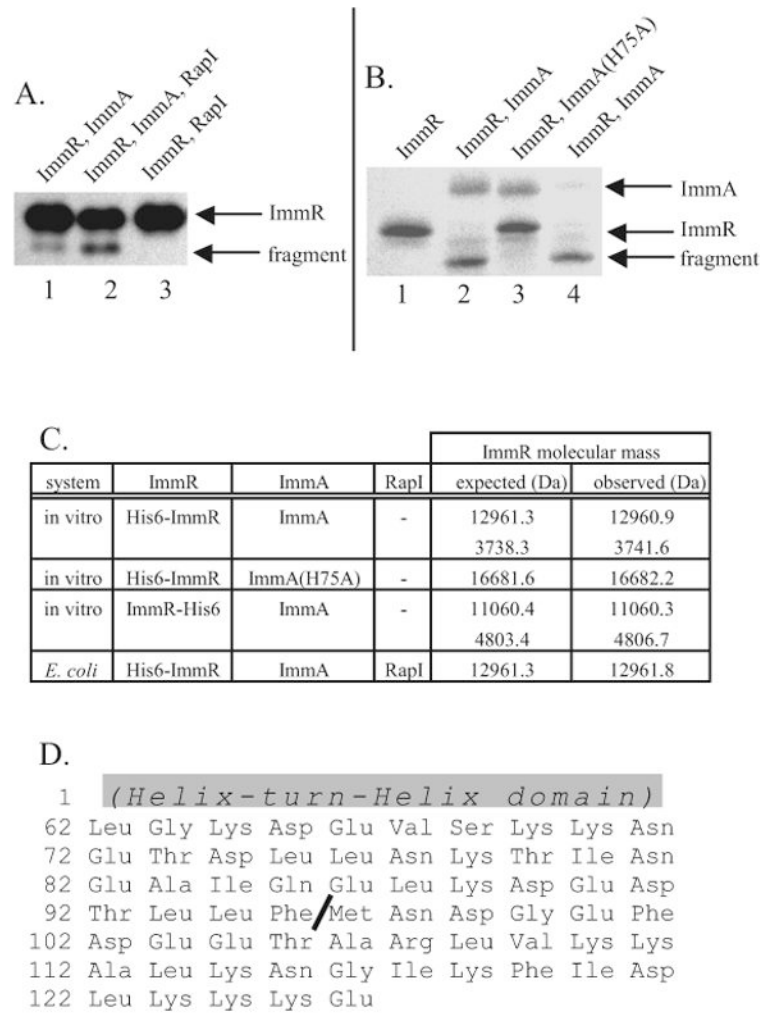 A.
ImmR, ImmA
ImmR, ImmA, RapI
ImmR, RapI
ImmR
fragment
1 2 3
B.
ImmR
ImmR, ImmA
ImmR, ImmA(H75A)
ImmR, ImmA
ImmA
ImmR
fragment
1 2 3 4
C.
ImmR molecular mass
system ImmR ImmA RapI expected (Da) observed (Da)
in vitro His6-ImmR ImmA - 12961.3 12960.9
3738.3 3741.6
in vitro His6-ImmR ImmA(H75A) - 16681.6 16682.2
in vitro ImmR-His6 ImmA - 11060.4 11060.3
4803.4 4806.7
E. coli His6-ImmR ImmA RapI 12961.3 12961.8
D.
1 (Helix-turn-Helix domain)
62 Leu Gly Lys Asp Glu Val Ser Lys Lys Asn
72 Glu Thr Asp Leu Leu Asn Lys Thr Ile Asn
82 Glu Ala Ile Gln Glu Leu Lys Asp Glu Asp
92 Thr Leu Leu Phe/Met Asn Asp Gly Glu Phe
102 Asp Glu Glu Thr Ala Arg Leu Val Lys Lys
112 Ala Leu Lys Asn Gly Ile Lys Phe Ile Asp
122 Leu Lys Lys Lys Glu